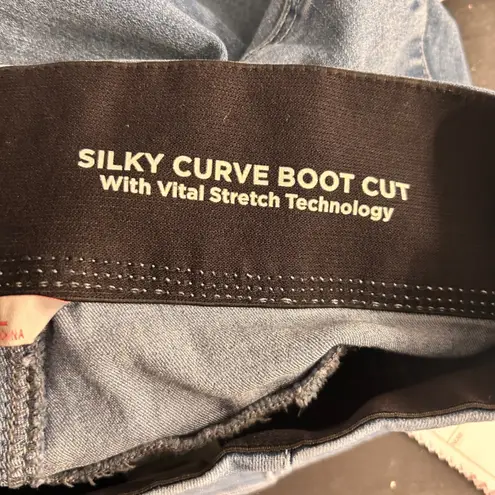 SILKY CURVE BOOT CUT
With Vital Stretch Technology